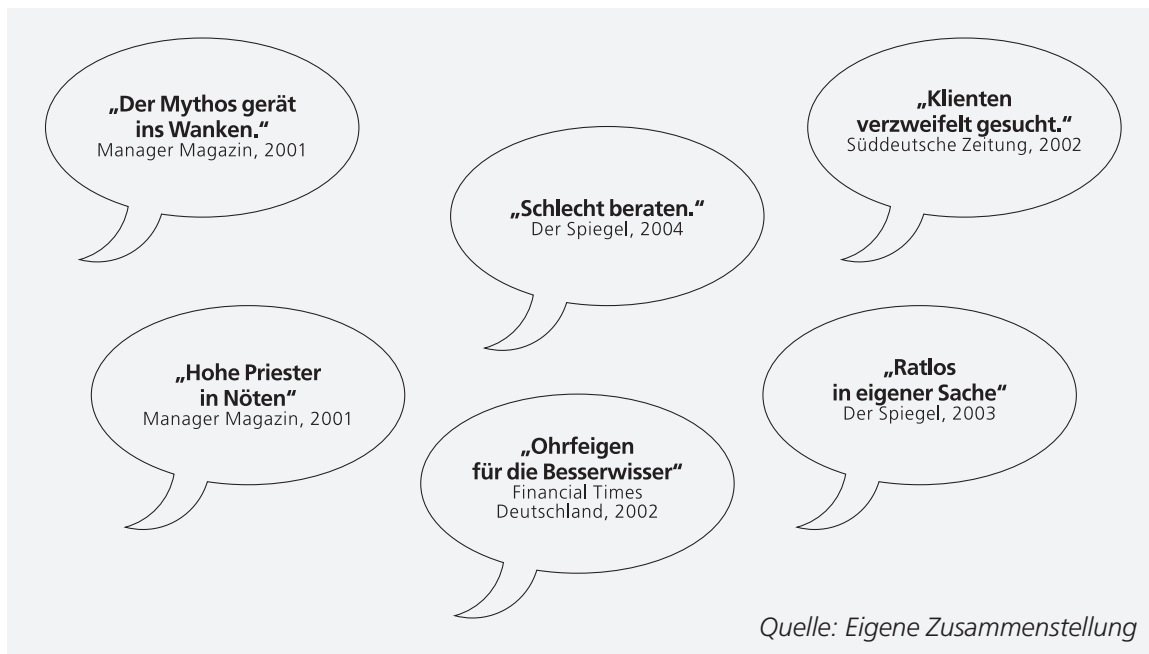 „Der Mythos gerät
ins Wanken.“
Manager Magazin, 2001
„Klienten
verzweifelt gesucht.“
Süddeutsche Zeitung, 2002
„Schlecht beraten.“
Der Spiegel, 2004
„Hohe Priester
in Nöten“
Manager Magazin, 2001
„Ratlos
in eigener Sache“
Der Spiegel, 2003
„Ohrfeigen
für die Besserwisser“
Financial Times
Deutschland, 2002
Quelle: Eigene Zusammenstellung